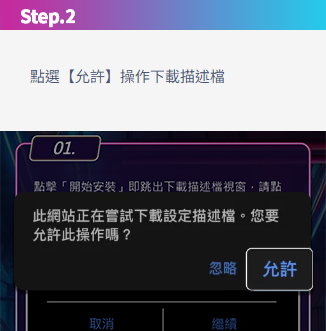 Step.2
點選【允許】操作下載描述檔
01.
點擊「開始安裝」即跳出下載描述檔視窗，請點
此網站正在嘗試下載設定描述檔。您要
允許此操作嗎？
忽略
允許
取消
繼續